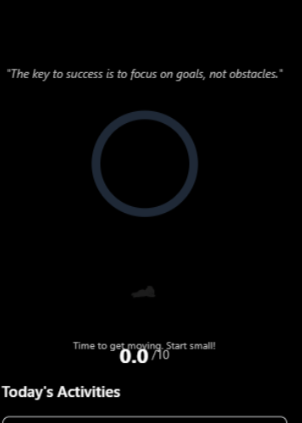 "The key to success is to focus on goals, not obstacles."
Time to get moving. Start small!
0.0 /10
Today's Activities